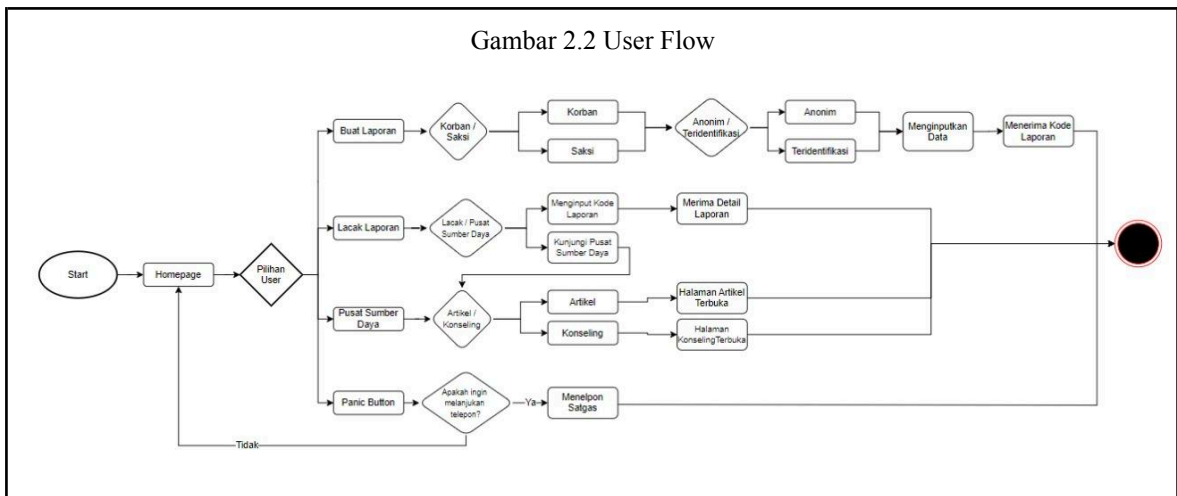 Gambar 2.2 User Flow
Start
Homepage
Pilihan
User
Buat Laporan
Korban /
Saksi
Korban
Saksi
Anonim /
Teridentifikasi
Anonim
Teridentifikasi
Menginputkan
Data
Menerima Kode
Laporan
Lacak Laporan
Lacak / Pusat
Sumber Daya
Menginput Kode
Laporan
Kunjungi Pusat
Sumber Daya
Merima Detail
Laporan
Pusat Sumber
Daya
Artikel /
Konseling
Artikel
Konseling
Halaman Artikel
Terbuka
Halaman
KonselingTerbuka
Panic Button
Apakah ingin
melanjukan
telepon?
Ya
Menelpon
Satgas
Tidak